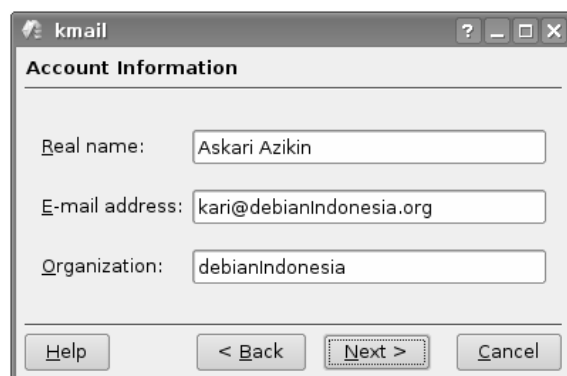 kmail
Account Information
Real name: Askari Azikin
E-mail address: kari@debianIndonesia.org
Organization: debianIndonesia
Help < Back Next > Cancel